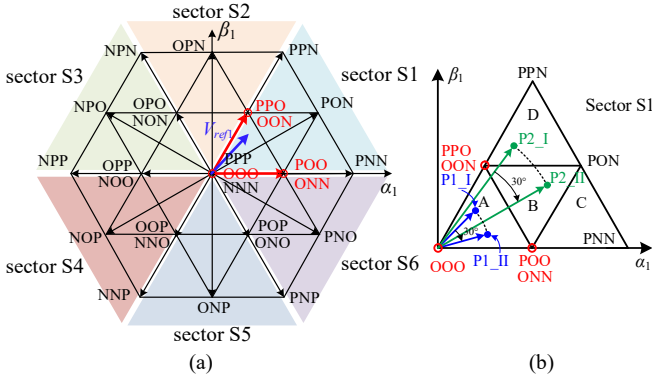 sector S2
β1
NPN
OPN
PPN
sector S3
sector S1
NPO
OPO
NON
PPO
OON
PON
Vref1
NPP
OPP
NOO
PPP
OOO
NNN
POO
ONN
PNN
α1
NOP
OOP
NNO
POP
ONO
PNO
sector S4
sector S6
NNP
ONP
PNP
sector S5
(a)
β1
PPN
Sector S1
D
P2_I
PPO
OON
PON
P1_I
30°
P2_II
A
B
C
30°
PNN
OOO
P1_II
POO
ONN
α1
(b)